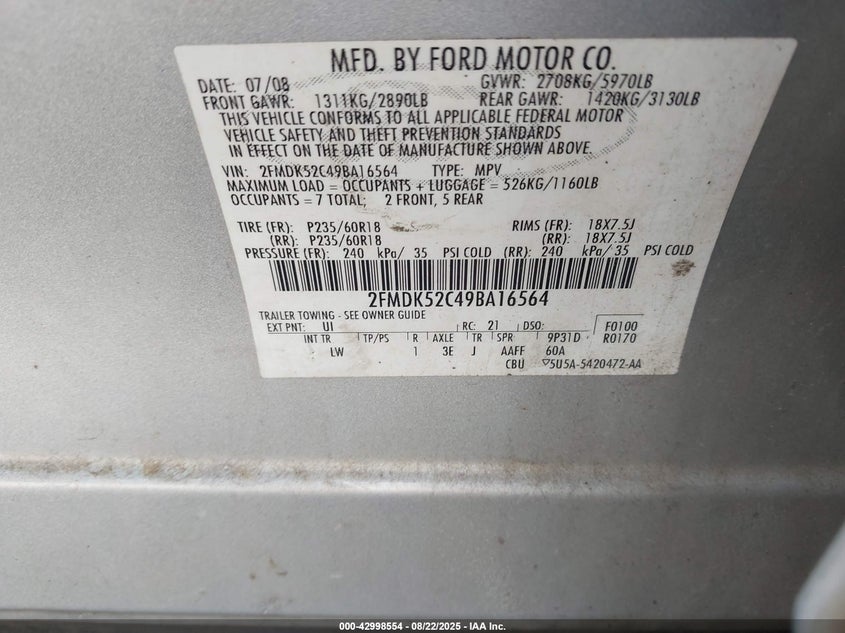 MFD. BY FORD MOTOR CO.
DATE: 07/08 GVWR: 2708KG/5970LB
FRONT GAWR: 1311KG/2890LB REAR GAWR: 1420KG/3130LB
THIS VEHICLE CONFORMS TO ALL APPLICABLE FEDERAL MOTOR
VEHICLE SAFETY AND THEFT PREVENTION STANDARDS
IN EFFECT ON THE DATE OF MANUFACTURE SHOWN ABOVE.
VIN: 2FMDK52C49BA16564 TYPE: MPV
MAXIMUM LOAD = OCCUPANTS + LUGGAGE = 526KG/1160LB
OCCUPANTS = 7 TOTAL; 2 FRONT, 5 REAR
TIRE (FR): P235/60R18 RIMS (FR): 18X7.5J
(RR): P235/60R18 (RR): 18X7.5J
PRESSURE (FR): 240 kPa/ 35 PSI COLD (RR): 240 kPa/ 35 PSI COLD
2FMDK52C49BA16564
TRAILER TOWING - SEE OWNER GUIDE
EXT PNT: UI RC: 21 DSO: F0100
INT TR TP/PS R AXLE TR SPR 9P31D R0170
LW 1 3E J AAFF 60A
CBU ▽5U5A-5420472-AA
000-42998554 | 08/22/2025 - IAA Inc.